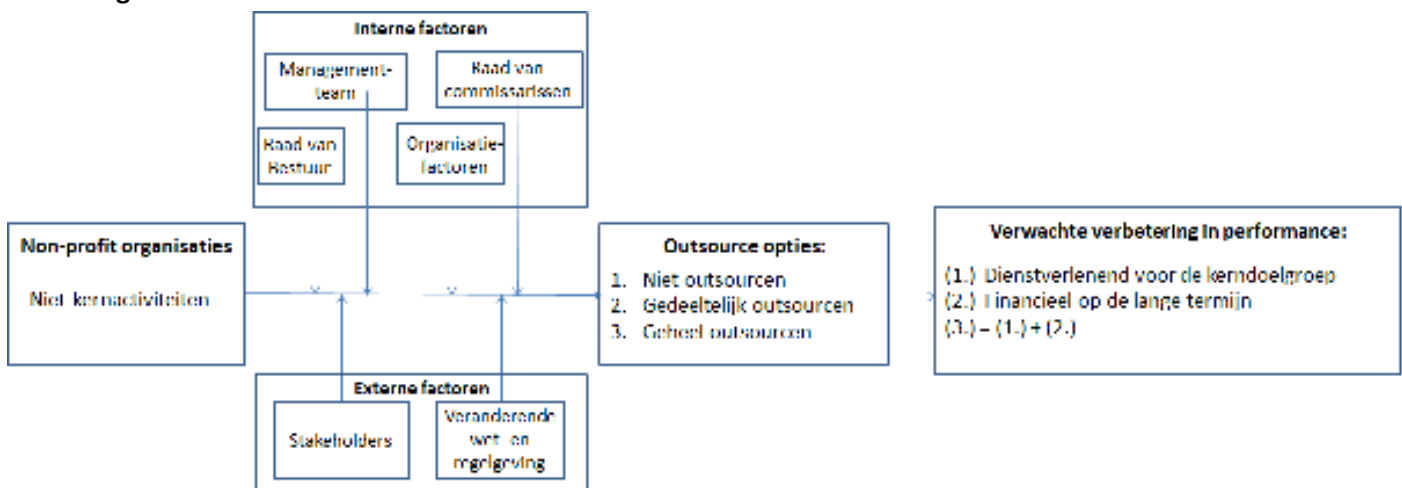 Interne factoren
Management-
team
Raad van
commissarissen
Raad van
Bestuur
Organisatie-
factoren
Non-profit organisaties
Niet kernactiviteiten
Outsource opties:
1. Niet outsourcen
2. Gedeeltelijk outsourcen
3. Geheel outsourcen
Verwachte verbetering in performance:
(1.) Dienstverlenend voor de kerndoelgroep
(2.) Financieel op de lange termijn
(3.) = (1.) + (2.)
Externe factoren
Stakeholders
Veranderende
wet- en
regelgeving